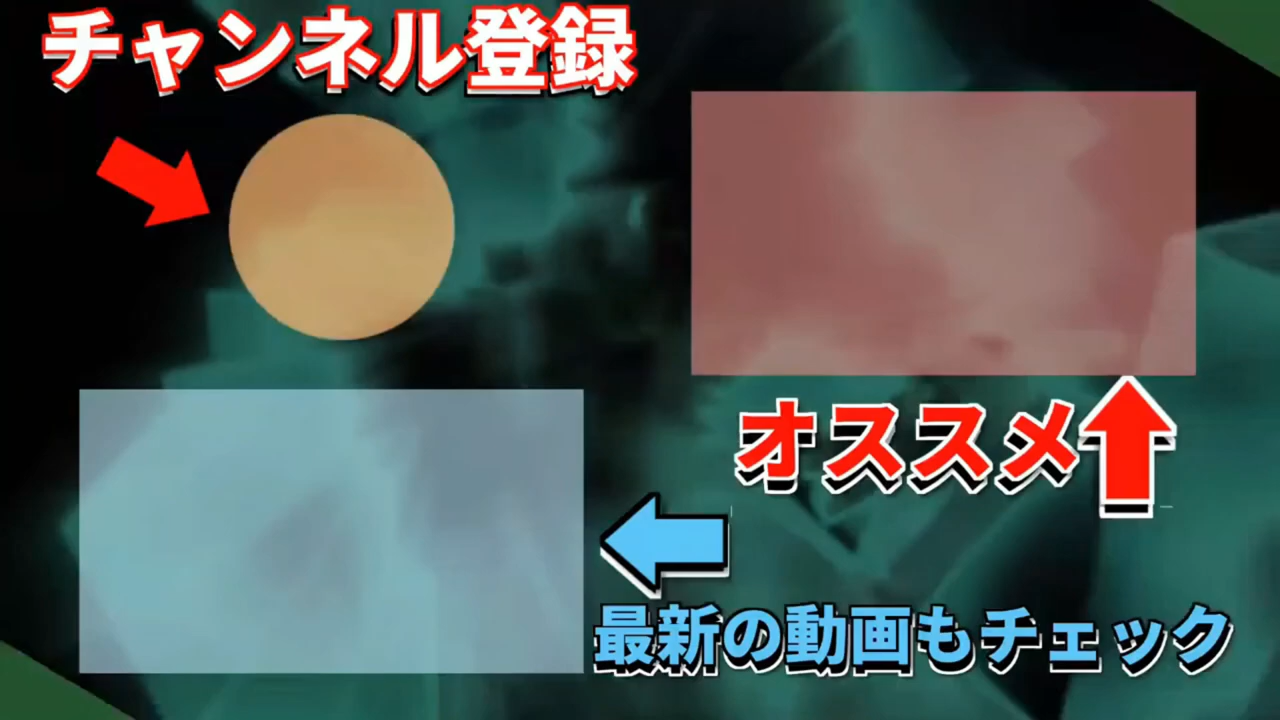 チャンネル登録
オススメ
最新の動画もチェック